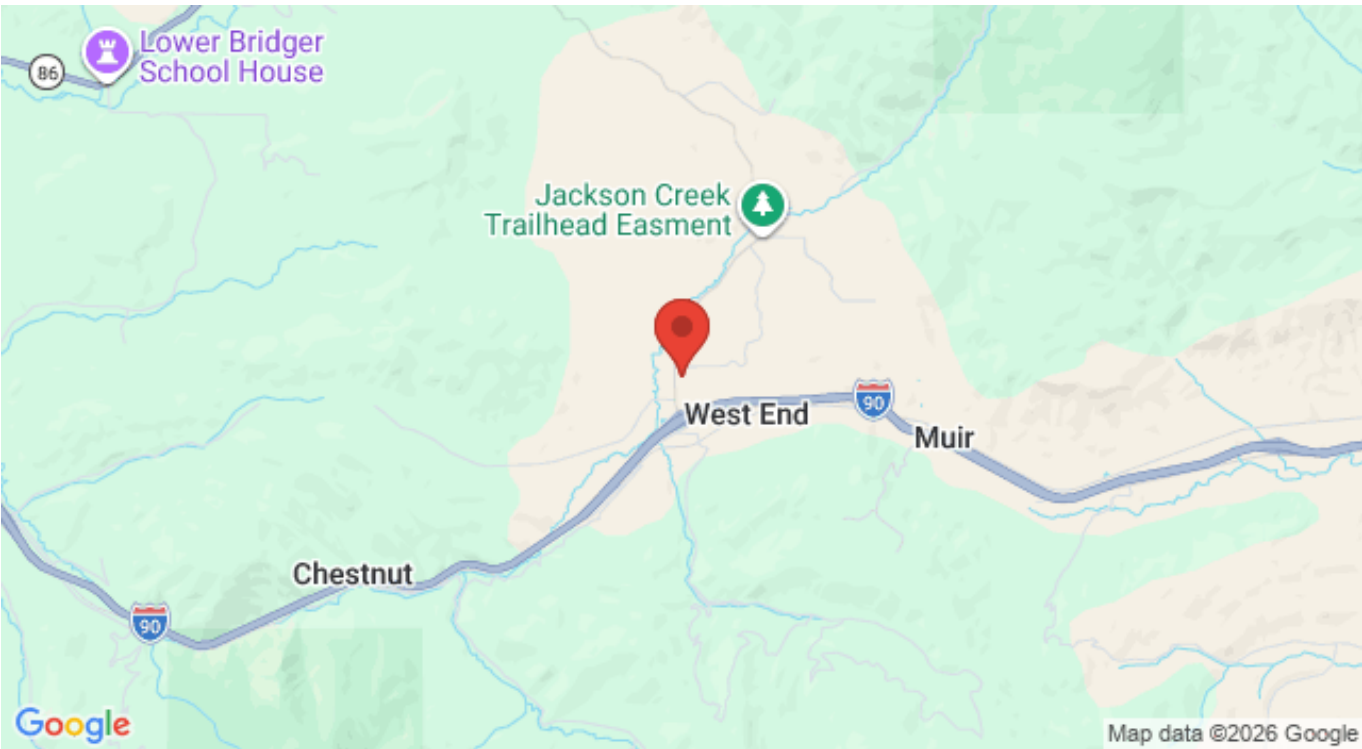 Lower Bridger
School House
86
Jackson Creek
Trailhead Easment
90
West End
Muir
Chestnut
90
Google
Map data ©2026 Google